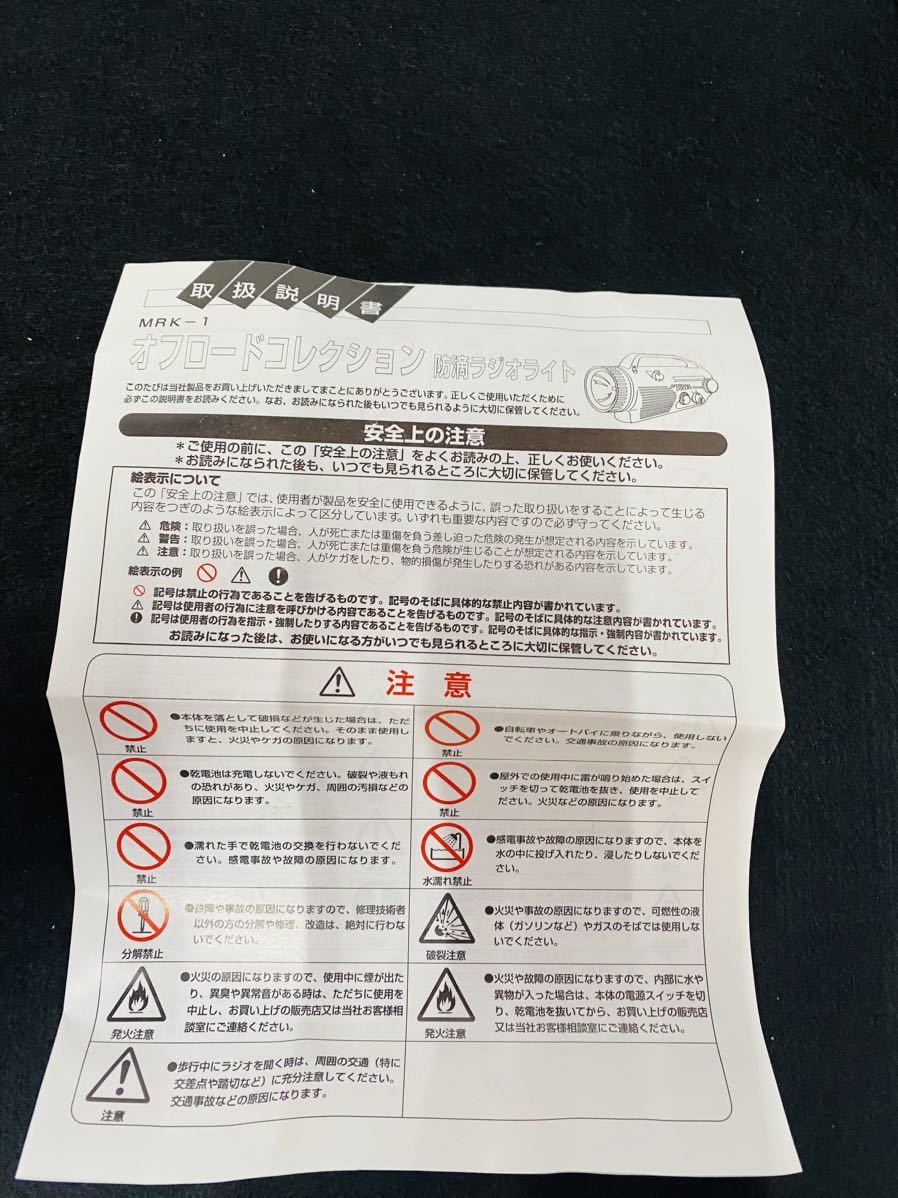 取扱説明書
MRK-1
オフロードコレクション 防滴ラジオライト
このたびは当社製品をお買い上げいただきましてまことにありがとうございます。正しくご使用いただくために
必ずこの説明書をお読みください。なお、お読みになられた後もいつでも見られるように大切に保管してください。
安全上の注意
＊ご使用の前に、この「安全上の注意」をよくお読みの上、正しくお使いください。
＊お読みになられた後も、いつでも見られるところに大切に保管してください。
絵表示について
この「安全上の注意」では、使用者が製品を安全に使用できるように、誤った取り扱いをすることによって生じる
内容をつぎのような絵表示によって区分しています。いずれも重要な内容ですので必ず守ってください。
危険：取り扱いを誤った場合、人が死亡または重傷を負う差し迫った危険の発生が想定される内容を示しています。
警告：取り扱いを誤った場合、人が死亡または重傷を負う危険が生じることが想定される内容を示しています。
注意：取り扱いを誤った場合、人がケガをしたり、物的損傷が発生したりする恐れがある内容を示しています。
絵表示の例
記号は禁止の行為であることを告げるものです。記号のそばに具体的な禁止内容が書かれています。
記号は使用者の行為に注意を呼びかける内容であることを告げるものです。記号のそばに具体的な注意内容が書かれています。
記号は使用者の行為を指示・強制したりする内容であることを告げるものです。記号のそばに具体的な指示・強制内容が書かれています。
お読みになった後は、お使いになる方がいつでも見られるところに大切に保管してください。
注意
●本体を落として破損などが生じた場合は、ただ
ちに使用を中止してください。そのまま使用し
ますと、火災やケガの原因になります。
禁止
●自転車やオートバイに乗りながら、使用しない
でください。交通事故の原因になります。
禁止
●乾電池は充電しないでください。破裂や液もれ
の恐れがあり、火災やケガ、周囲の汚損などの
原因になります。
禁止
●屋外での使用中に雷が鳴り始めた場合は、スイ
ッチを切って乾電池を抜き、使用を中止してく
ださい。火災などの原因になります。
禁止
●濡れた手で乾電池の交換を行わないでくだ
さい。感電事故や故障の原因になります。
禁止
●感電事故や故障の原因になりますので、本体を
水の中に投げ入れたり、浸したりしないでくだ
さい。
水濡れ禁止
●故障や事故の原因になりますので、修理技術者
以外の方の分解や修理、改造は、絶対に行わな
いでください。
分解禁止
●火災や事故の原因になりますので、可燃性の液
体（ガソリンなど）やガスのそばでは使用しな
いでください。
破裂注意
●火災の原因になりますので、使用中に煙が出た
り、異臭や異常音がある時は、ただちに使用を
中止し、お買い上げの販売店又は当社お客様相
談室にご連絡ください。
発火注意
●火災や故障の原因になりますので、内部に水や
異物が入った場合は、本体の電源スイッチを切
り、乾電池を抜いてから、お買い上げの販売店
又は当社お客様相談室にご連絡ください。
発火注意
●歩行中にラジオを聞く時は、周囲の交通（特に
交差点や踏切など）に充分注意してください。
交通事故などの原因になります。
注意